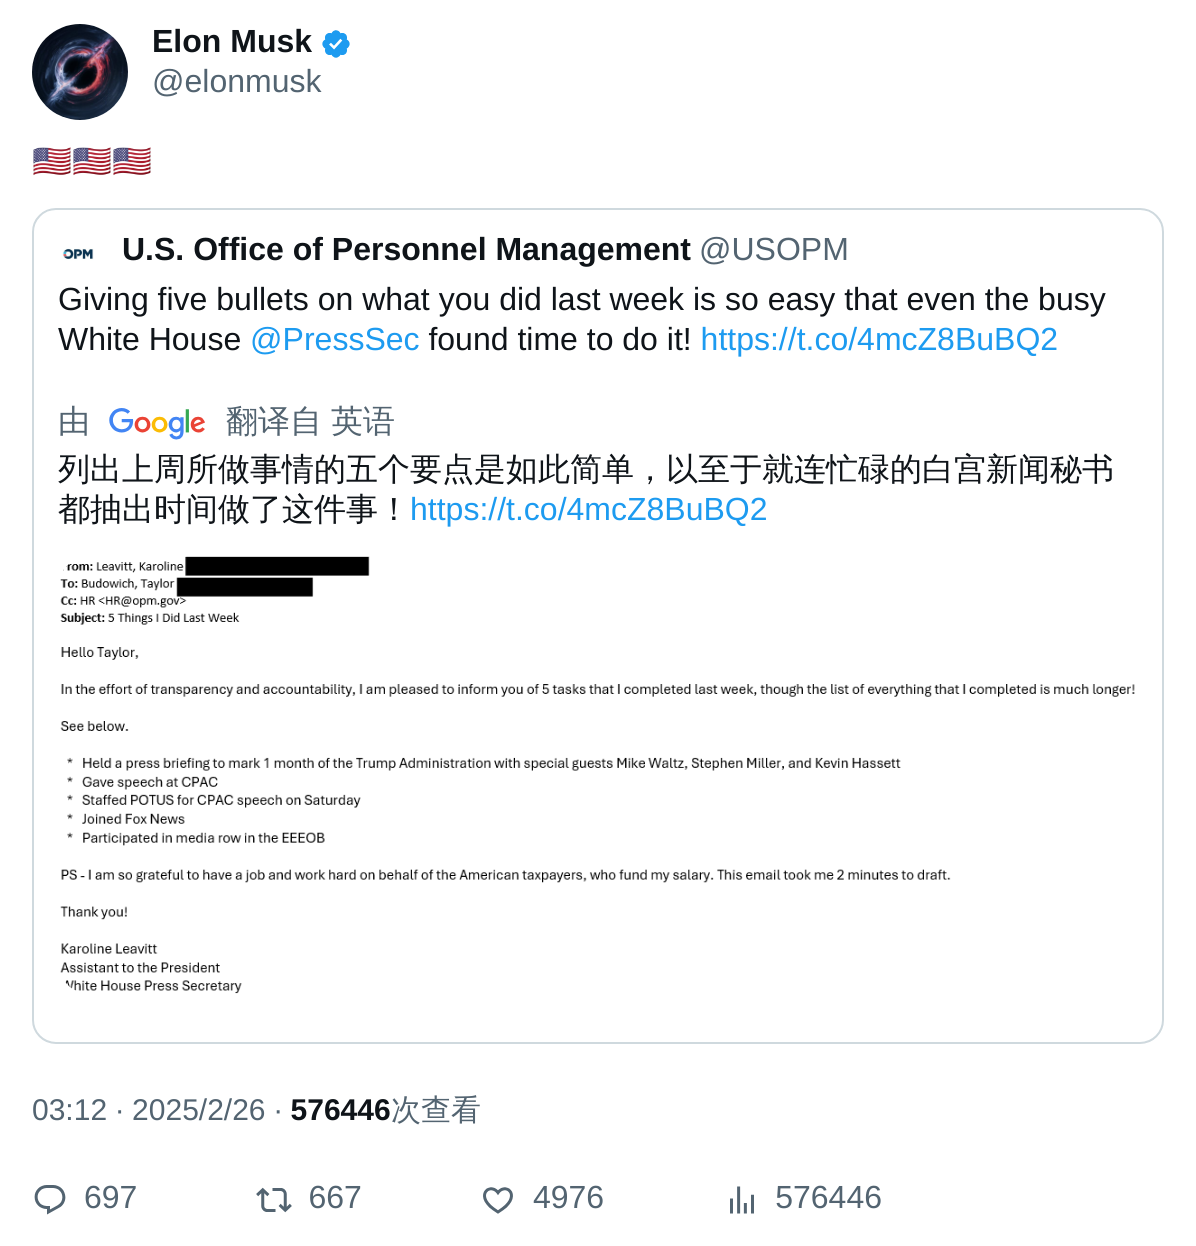 Elon Musk
@elonmusk
🇺🇸🇺🇸🇺🇸
OPM U.S. Office of Personnel Management @USOPM
Giving five bullets on what you did last week is so easy that even the busy
White House @PressSec found time to do it! https://t.co/4mcZ8BuBQ2
由 Google 翻译自 英语
列出上周所做事情的五个要点是如此简单，以至于就连忙碌的白宫新闻秘书
都抽出时间做了这件事！https://t.co/4mcZ8BuBQ2
rom: Leavitt, Karoline
To: Budowich, Taylor
Cc: HR <HR@opm.gov>
Subject: 5 Things I Did Last Week
Hello Taylor,
In the effort of transparency and accountability, I am pleased to inform you of 5 tasks that I completed last week, though the list of everything that I completed is much longer!
See below.
* Held a press briefing to mark 1 month of the Trump Administration with special guests Mike Waltz, Stephen Miller, and Kevin Hassett
* Gave speech at CPAC
* Staffed POTUS for CPAC speech on Saturday
* Joined Fox News
* Participated in media row in the EEEOB
PS - I am so grateful to have a job and work hard on behalf of the American taxpayers, who fund my salary. This email took me 2 minutes to draft.
Thank you!
Karoline Leavitt
Assistant to the President
White House Press Secretary
03:12 · 2025/2/26 · 576446次查看
697 667 4976 576446